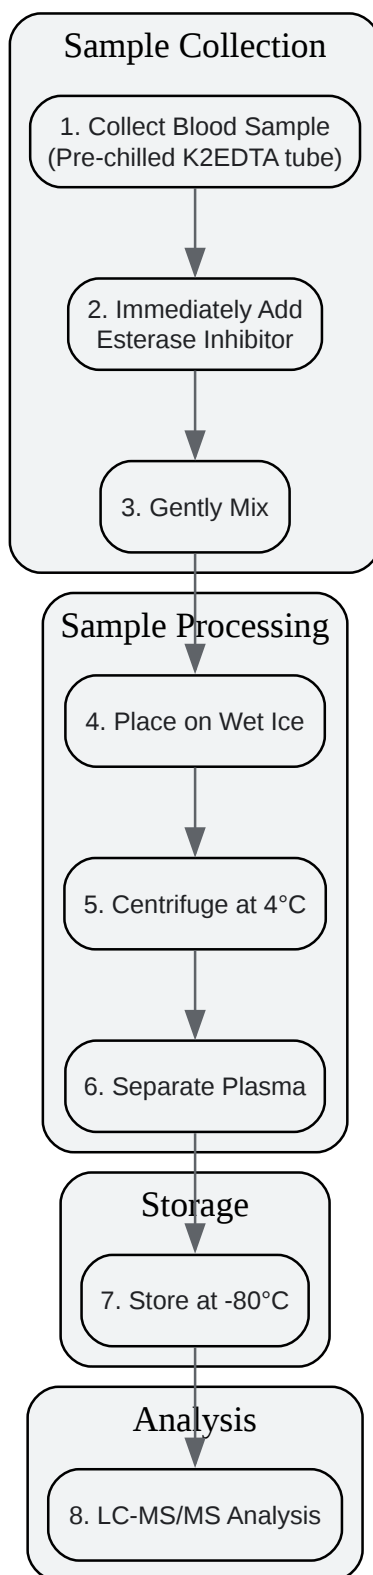 Sample Collection
1. Collect Blood Sample
(Pre-chilled K2EDTA tube)
2. Immediately Add
Esterase Inhibitor
3. Gently Mix
Sample Processing
4. Place on Wet Ice
5. Centrifuge at 4°C
6. Separate Plasma
Storage
7. Store at -80°C
Analysis
8. LC-MS/MS Analysis